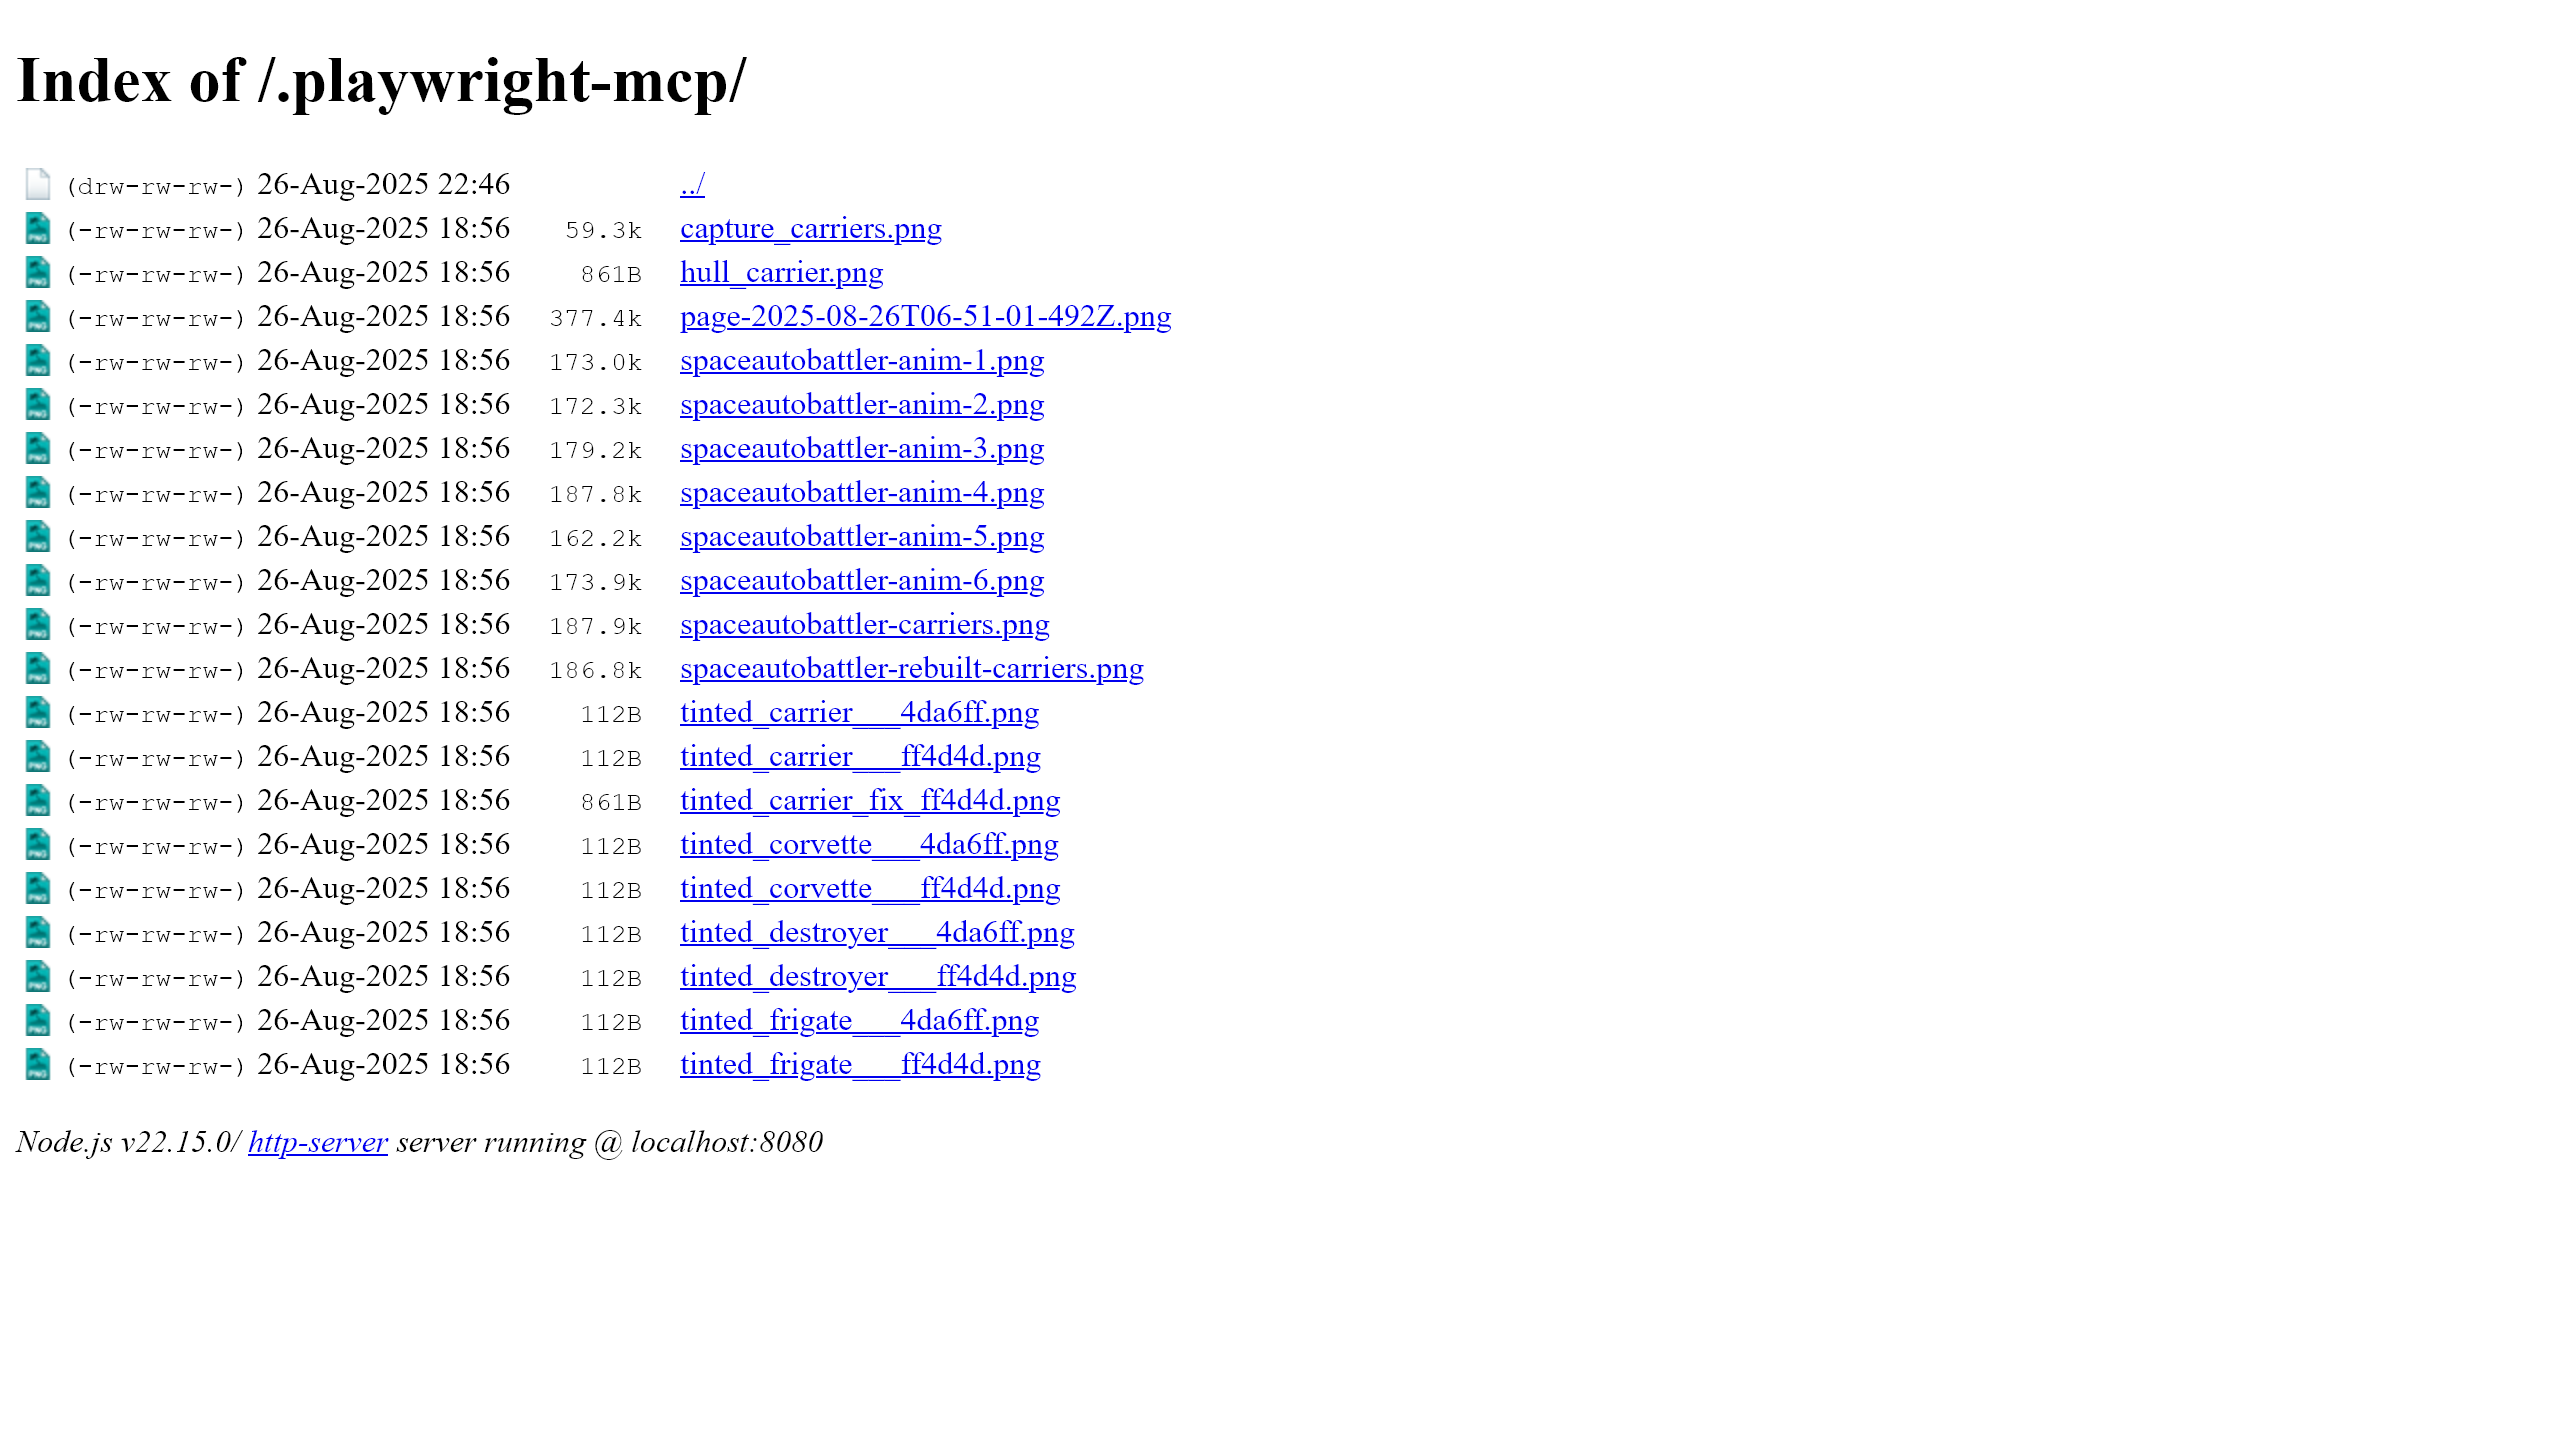 Index of /.playwright-mcp/
(drw-rw-rw-) 26-Aug-2025 22:46 ../
(-rw-rw-rw-) 26-Aug-2025 18:56 59.3k capture_carriers.png
(-rw-rw-rw-) 26-Aug-2025 18:56 861B hull_carrier.png
(-rw-rw-rw-) 26-Aug-2025 18:56 377.4k page-2025-08-26T06-51-01-492Z.png
(-rw-rw-rw-) 26-Aug-2025 18:56 173.0k spaceautobattler-anim-1.png
(-rw-rw-rw-) 26-Aug-2025 18:56 172.3k spaceautobattler-anim-2.png
(-rw-rw-rw-) 26-Aug-2025 18:56 179.2k spaceautobattler-anim-3.png
(-rw-rw-rw-) 26-Aug-2025 18:56 187.8k spaceautobattler-anim-4.png
(-rw-rw-rw-) 26-Aug-2025 18:56 162.2k spaceautobattler-anim-5.png
(-rw-rw-rw-) 26-Aug-2025 18:56 173.9k spaceautobattler-anim-6.png
(-rw-rw-rw-) 26-Aug-2025 18:56 187.9k spaceautobattler-carriers.png
(-rw-rw-rw-) 26-Aug-2025 18:56 186.8k spaceautobattler-rebuilt-carriers.png
(-rw-rw-rw-) 26-Aug-2025 18:56 112B tinted_carrier___4da6ff.png
(-rw-rw-rw-) 26-Aug-2025 18:56 112B tinted_carrier___ff4d4d.png
(-rw-rw-rw-) 26-Aug-2025 18:56 861B tinted_carrier_fix_ff4d4d.png
(-rw-rw-rw-) 26-Aug-2025 18:56 112B tinted_corvette___4da6ff.png
(-rw-rw-rw-) 26-Aug-2025 18:56 112B tinted_corvette___ff4d4d.png
(-rw-rw-rw-) 26-Aug-2025 18:56 112B tinted_destroyer___4da6ff.png
(-rw-rw-rw-) 26-Aug-2025 18:56 112B tinted_destroyer___ff4d4d.png
(-rw-rw-rw-) 26-Aug-2025 18:56 112B tinted_frigate___4da6ff.png
(-rw-rw-rw-) 26-Aug-2025 18:56 112B tinted_frigate___ff4d4d.png
Node.js v22.15.0/ http-server server running @ localhost:8080